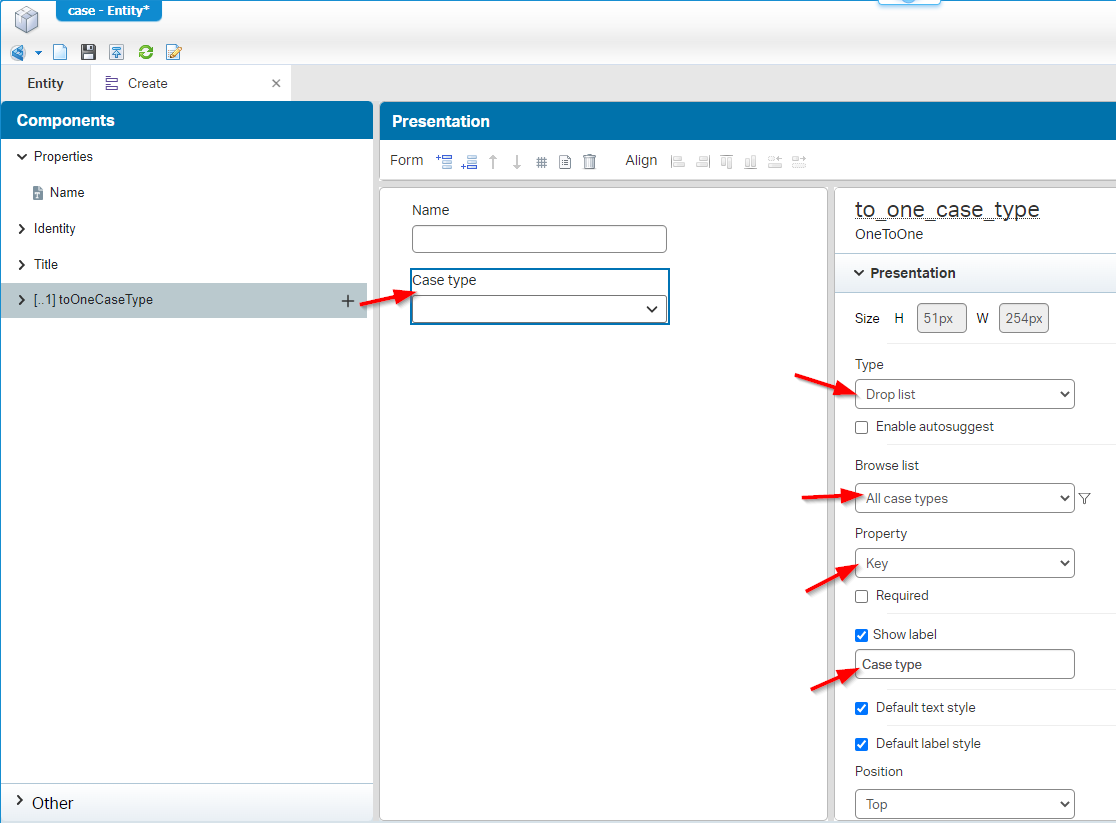 case - Entity*
Entity
Create
Components
Properties
Name
Identity
Title
[..1] toOneCaseType
Other
Presentation
Form
Align
Name
Case type
to_one_case_type
OneToOne
Presentation
Size H 51px W 254px
Type
Drop list
Enable autosuggest
Browse list
All case types
Property
Key
Required
Show label
Case type
Default text style
Default label style
Position
Top